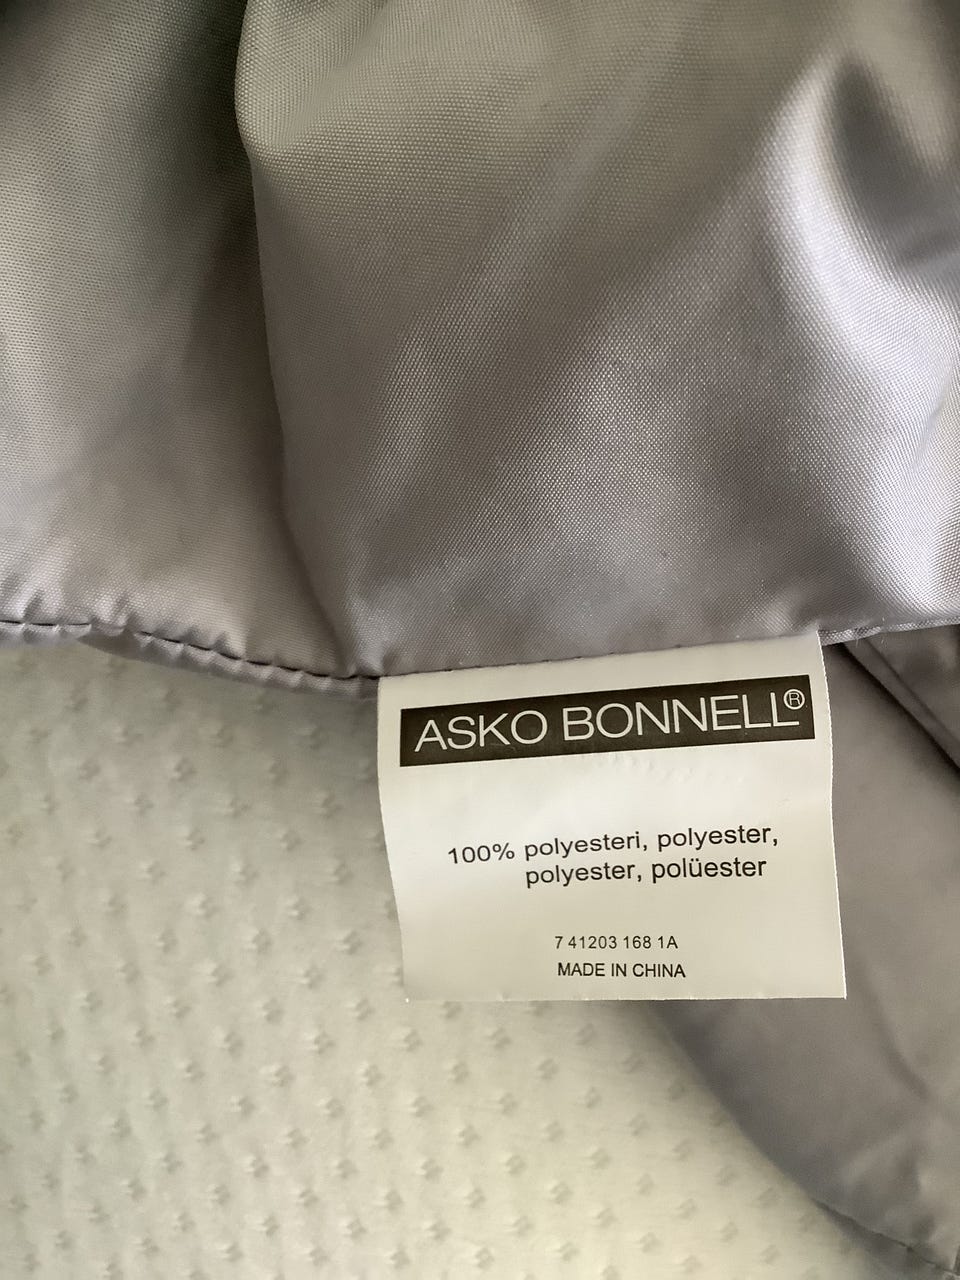 ASKO BONNELL®
100% polyesteri, polyester,
polyester, polüester
7 41203 168 1A
MADE IN CHINA